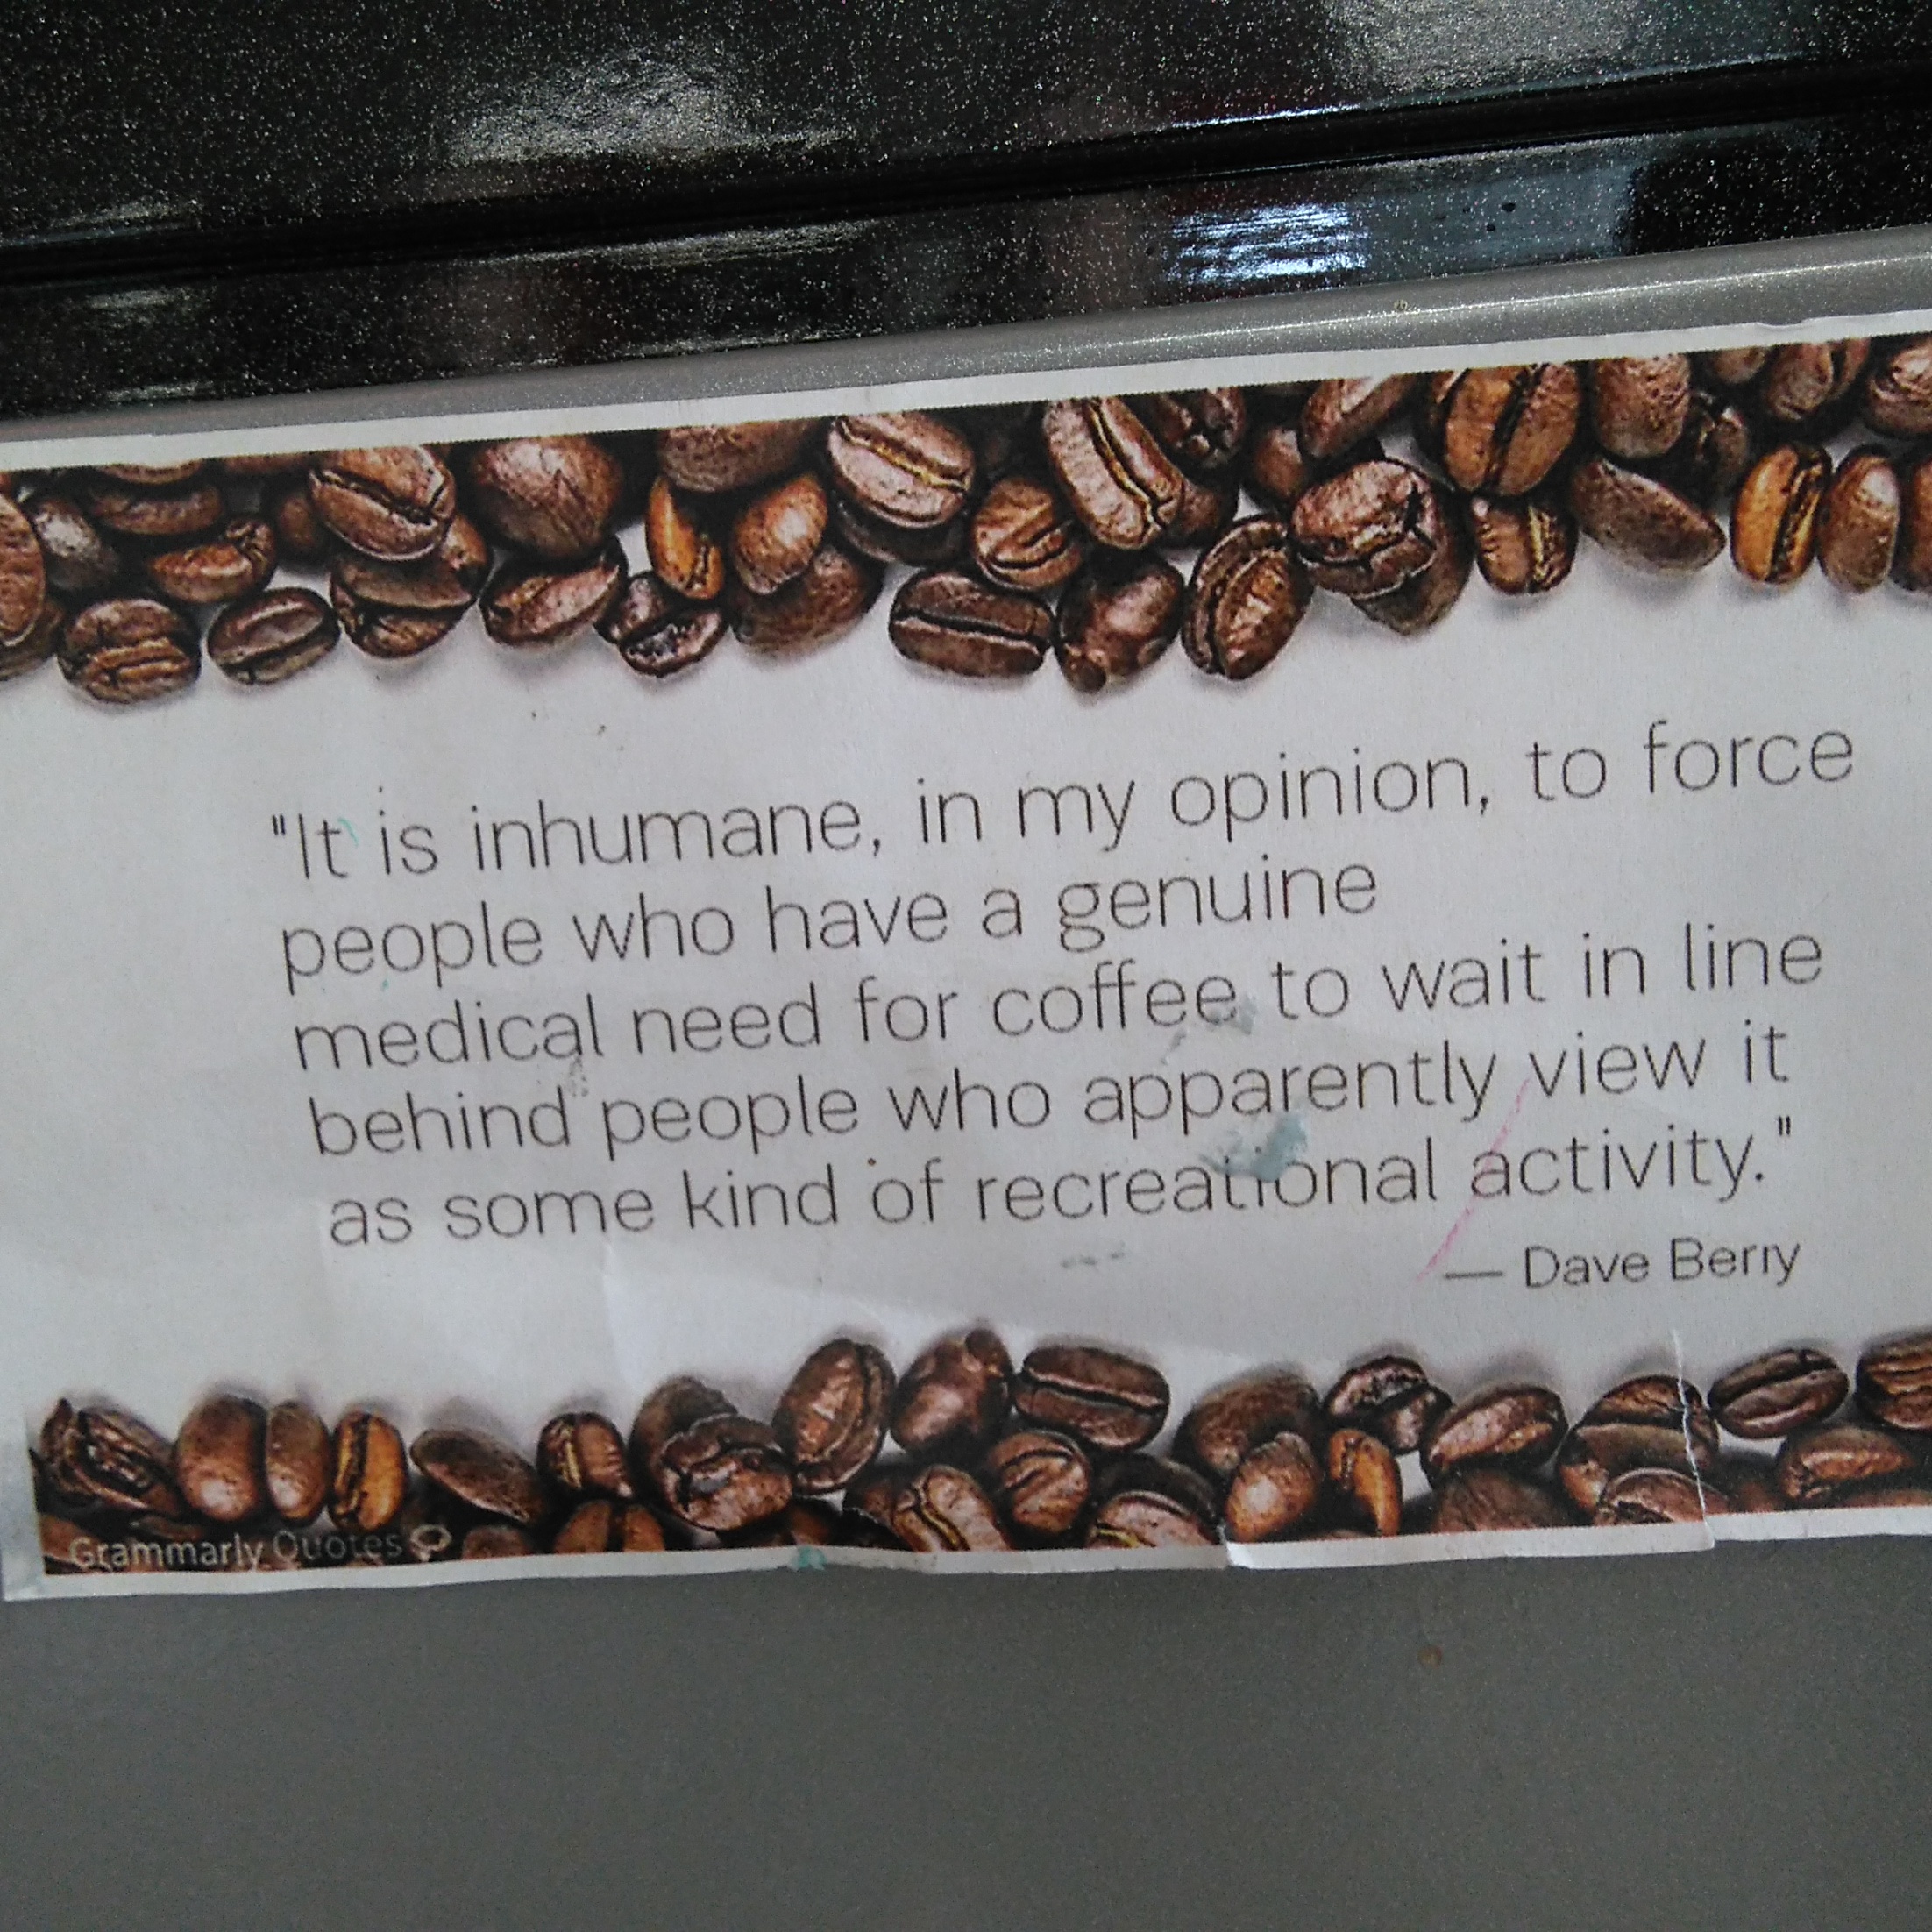 "It is inhumane, in my opinion, to force
people who have a genuine
medical need for coffee to wait in line
behind people who apparently view it
as some kind of recreational activity."
— Dave Berry
Grammarly Quotes